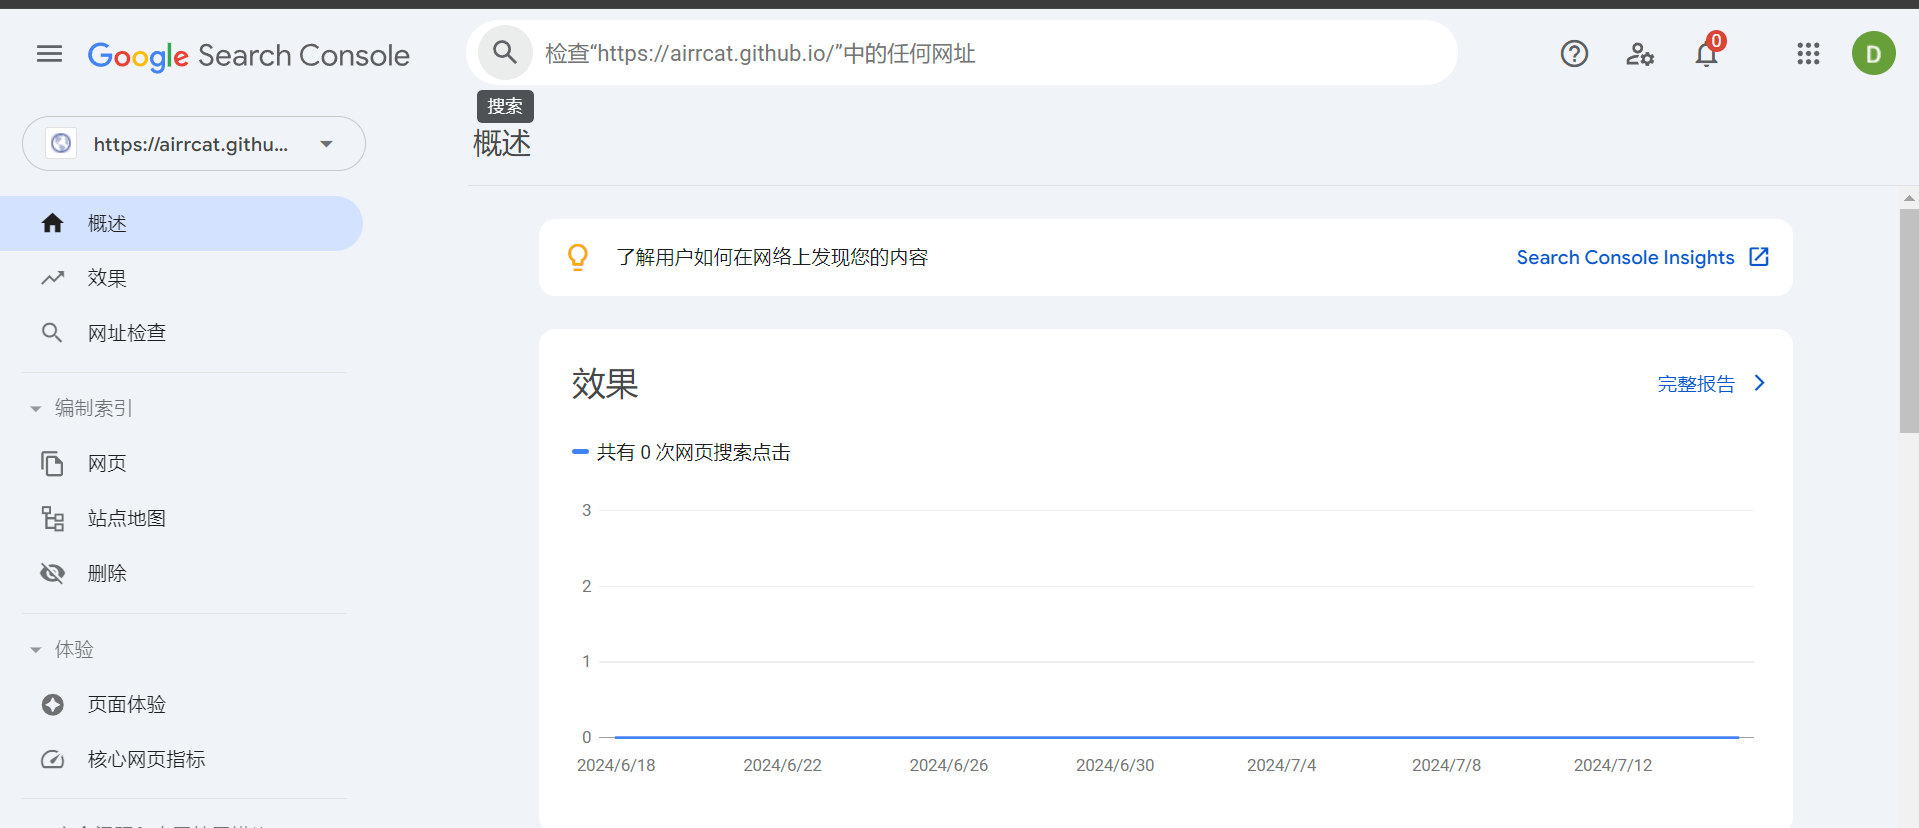 Google Search Console
检查“https://airrcat.github.io/”中的任何网址
0
D
搜索
https://airrcat.githu...
概述
概述
效果
网址检查
编制索引
网页
站点地图
删除
体验
页面体验
核心网页指标
了解用户如何在网络上发现您的内容
Search Console Insights
效果
完整报告
共有 0 次网页搜索点击
3
2
1
0
2024/6/18
2024/6/22
2024/6/26
2024/6/30
2024/7/4
2024/7/8
2024/7/12